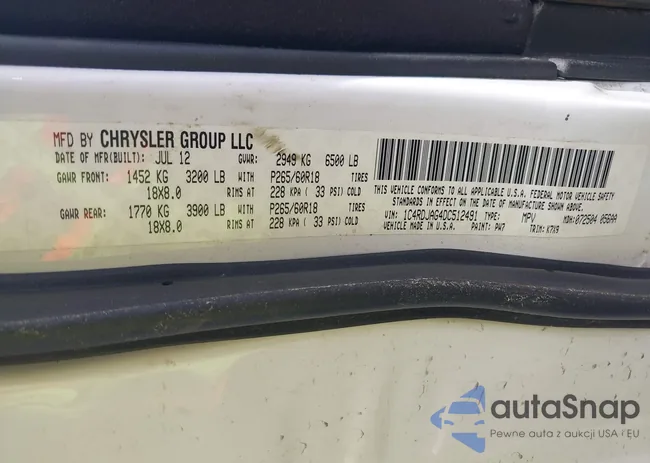 MFD BY CHRYSLER GROUP LLC
DATE OF MFR(BUILT): JUL 12 GVWR: 2949 KG 6500 LB
GAWR FRONT: 1452 KG 3200 LB WITH P265/60R18 TIRES
18X8.0 RIMS AT 228 KPA ( 33 PSI) COLD
GAWR REAR: 1770 KG 3900 LB WITH P265/60R18 TIRES
18X8.0 RIMS AT 228 KPA ( 33 PSI) COLD
THIS VEHICLE CONFORMS TO ALL APPLICABLE U.S.A. FEDERAL MOTOR VEHICLE SAFETY
STANDARDS IN EFFECT ON THE DATE OF MANUFACTURE SHOWN ABOVE.
VIN: 1C4RDJAG4DC512491 TYPE: MPV MDH: 072504 056AA
VEHICLE MADE IN U.S.A. PAINT: PW7 TRIM: K7X9
autaSnap
Pewne auta z aukcji USA i EU